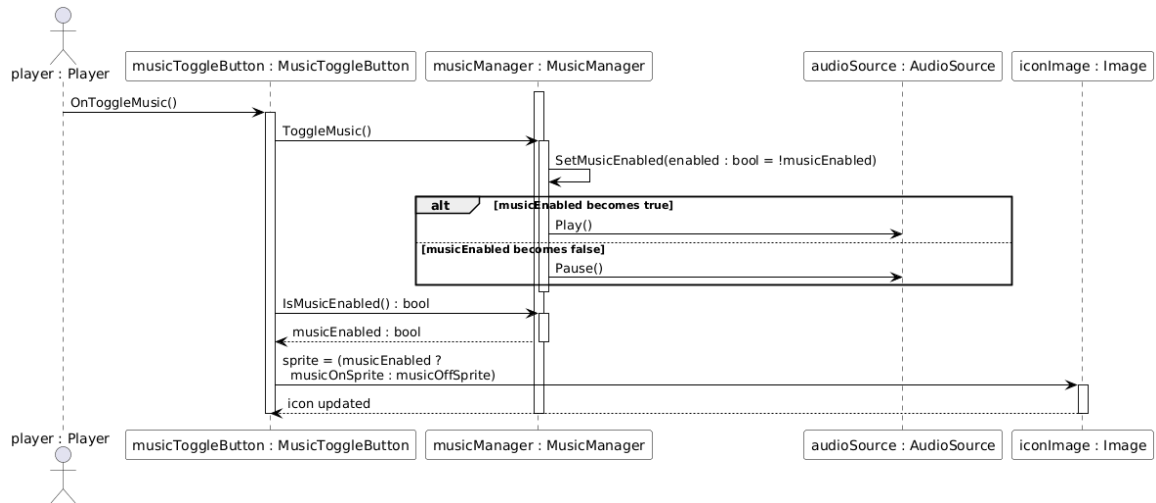 player : Player
musicToggleButton : MusicToggleButton
musicManager : MusicManager
audioSource : AudioSource
iconImage : Image
OnToggleMusic()
ToggleMusic()
SetMusicEnabled(enabled : bool = !musicEnabled)
alt [musicEnabled becomes true]
Play()
[musicEnabled becomes false]
Pause()
IsMusicEnabled() : bool
musicEnabled : bool
sprite = (musicEnabled ?
musicOnSprite : musicOffSprite)
icon updated
player : Player
musicToggleButton : MusicToggleButton
musicManager : MusicManager
audioSource : AudioSource
iconImage : Image